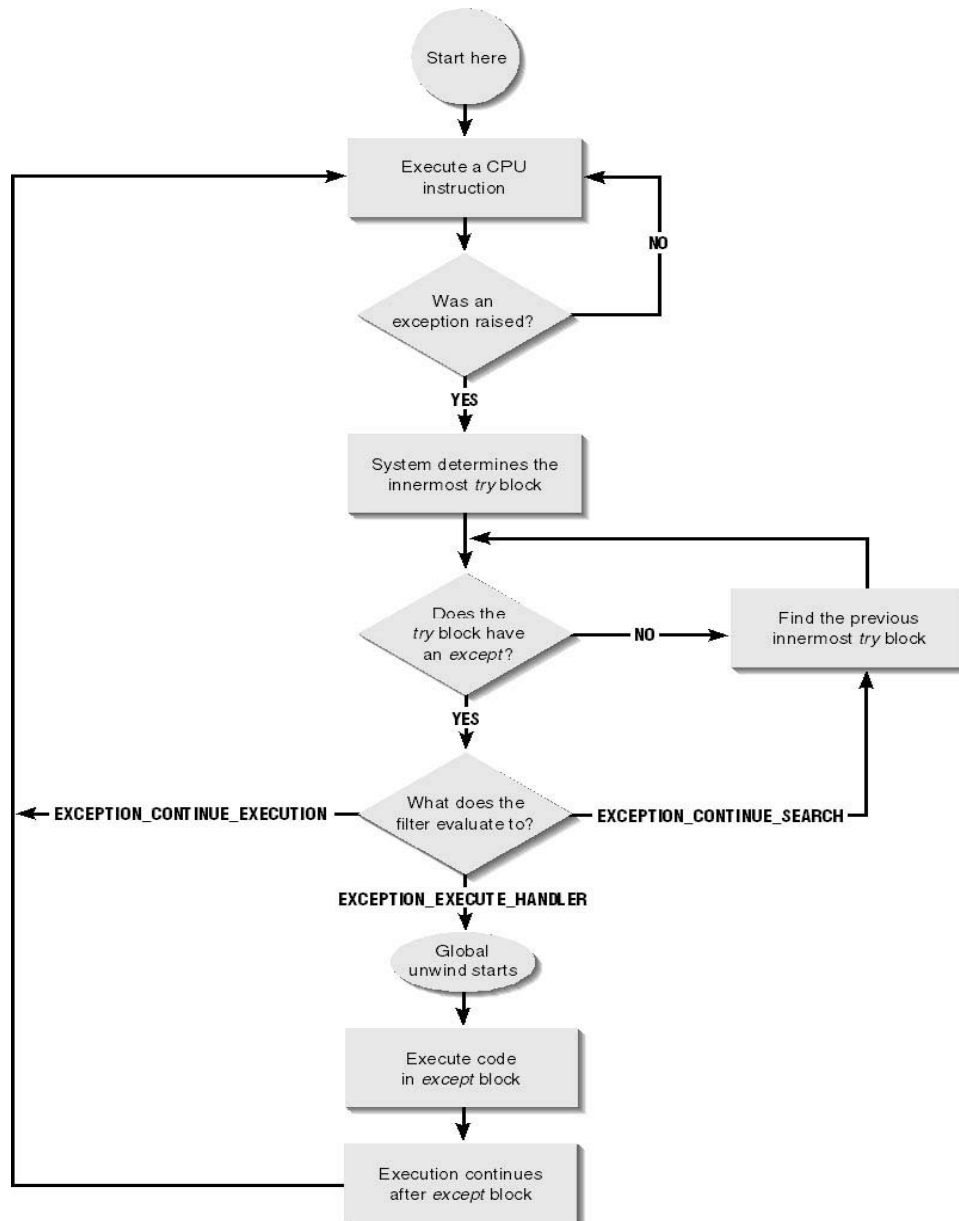 Start here
Execute a CPU
instruction
NO
Was an
exception raised?
YES
System determines the
innermost try block
Does the
try block have
an except?
NO
Find the previous
innermost try block
YES
What does the
filter evaluate to?
EXCEPTION_CONTINUE_EXECUTION
EXCEPTION_CONTINUE_SEARCH
EXCEPTION_EXECUTE_HANDLER
Global
unwind starts
Execute code
in except block
Execution continues
after except block